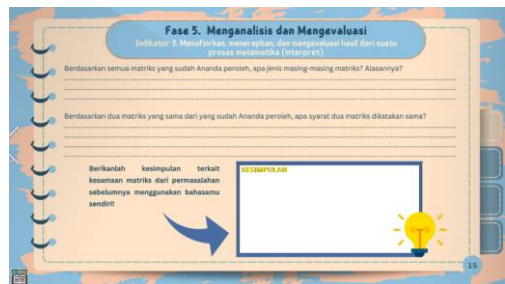 Fase 5. Menganalisis dan Mengevaluasi
Indikator 3. Menafsirkan, menerapkan, dan mengevaluasi hasil dari suatu
proses matematika (interpret)
Berdasarkan semua matriks yang sudah Ananda peroleh, apa jenis masing-masing matriks? Alasannya?
Berdasarkan dua matriks yang sama dari yang sudah Ananda peroleh, apa syarat dua matriks dikatakan sama?
Berikanlah kesimpulan terkait
kesamaan matriks dari permasalahan
sebelumnya menggunakan bahasamu
sendiri!
KESIMPULAN
15